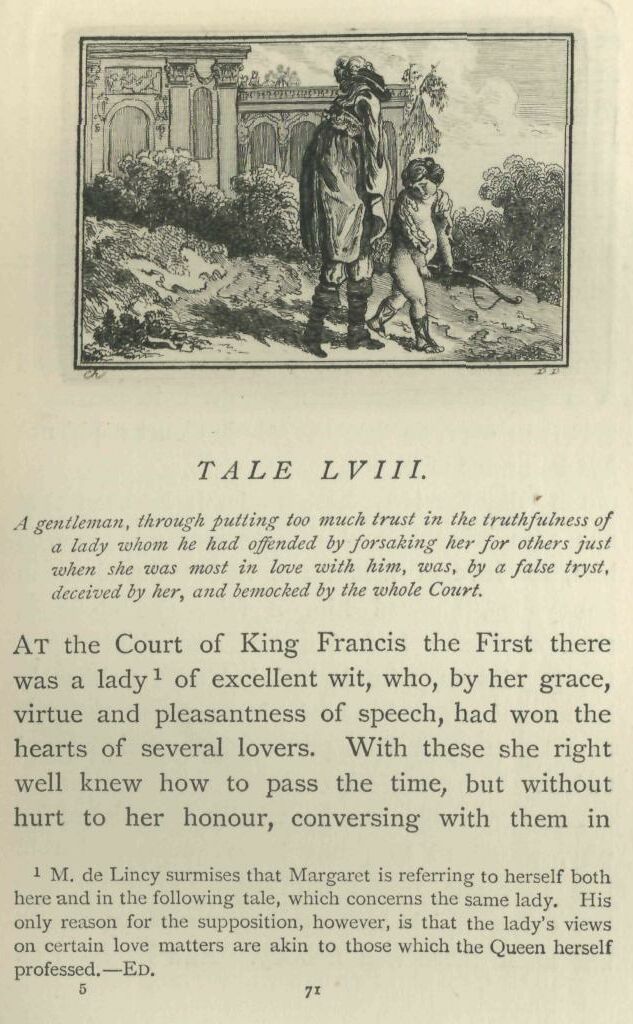 Ch
D D
TALE LVIII.
A gentleman, through putting too much trust in the truthfulness of
a lady whom he had offended by forsaking her for others just
when she was most in love with him, was, by a false tryst,
deceived by her, and bemocked by the whole Court.
AT the Court of King Francis the First there
was a lady¹ of excellent wit, who, by her grace,
virtue and pleasantness of speech, had won the
hearts of several lovers. With these she right
well knew how to pass the time, but without
hurt to her honour, conversing with them in
¹ M. de Lincy surmises that Margaret is referring to herself both
here and in the following tale, which concerns the same lady. His
only reason for the supposition, however, is that the lady's views
on certain love matters are akin to those which the Queen herself
professed.—ED.
5 71